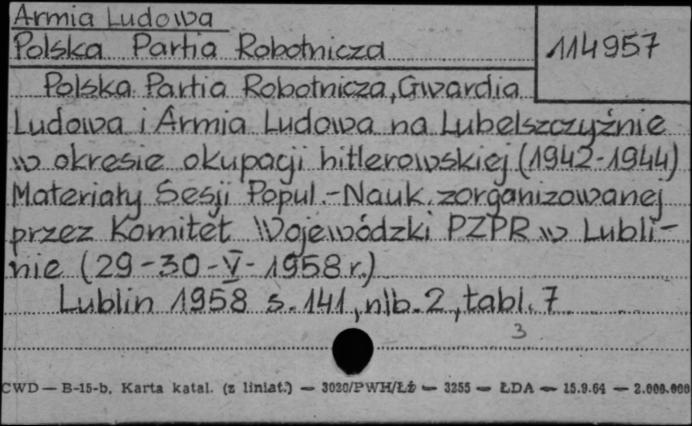 Armia Ludowa
Polska Partia Robotnicza
114957
Polska Partia Robotnicza, Gwardia
Ludowa i Armia Ludowa na Lubelszczyźnie
w okresie okupacji hitlerowskiej (1942-1944)
Materiały Sesji Popul.-Nauk. zorganizowanej
przez Komitet Wojewódzki PZPR w Lubli-
nie (29-30-V-1958 r.)
Lublin 1958 s. 141, nlb. 2, tabl. 7
3
CWD — B-15-b. Karta katal. (z liniat.) — 3020/PWH/Łż — 3255 — ŁDA — 15.9.64 — 2.000.000